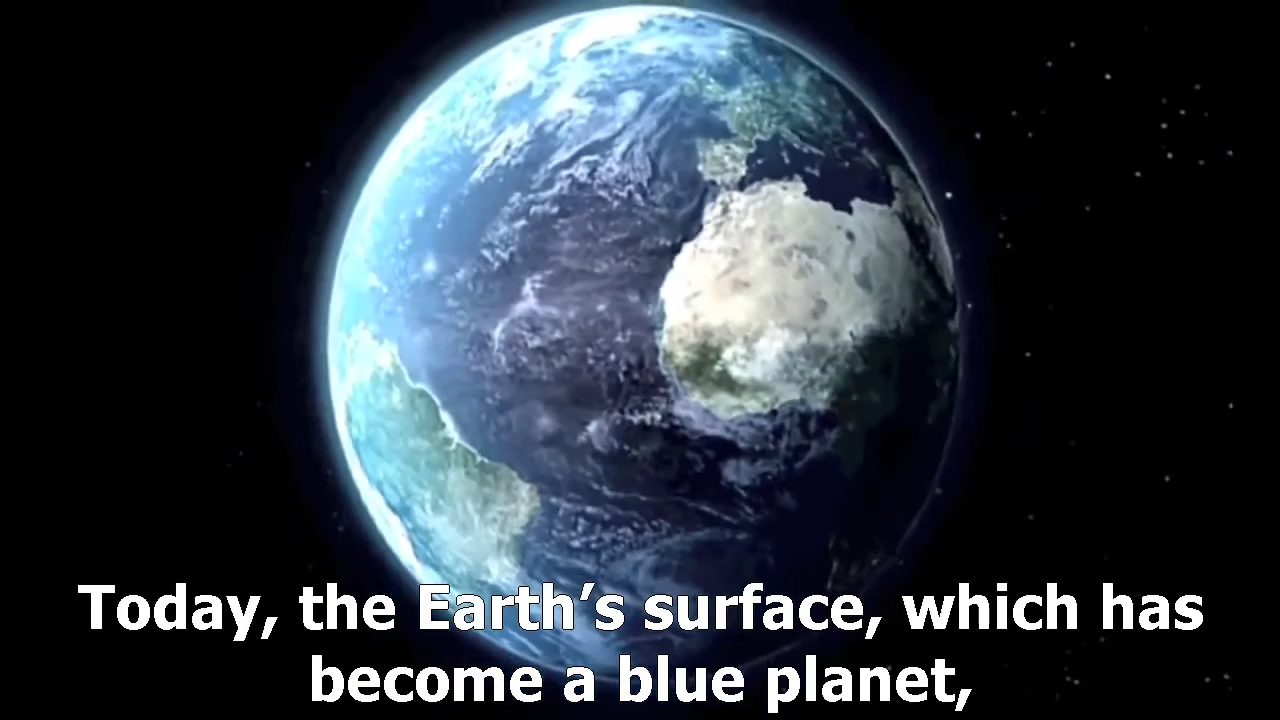 Today, the Earth’s surface, which has
become a blue planet,